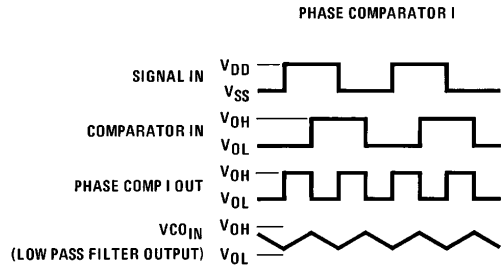 PHASE COMPARATOR I
SIGNAL IN
VDD
VSS
COMPARATOR IN
VOH
VOL
PHASE COMP I OUT
VOH
VOL
VCOIN
(LOW PASS FILTER OUTPUT)
VOH
VOL